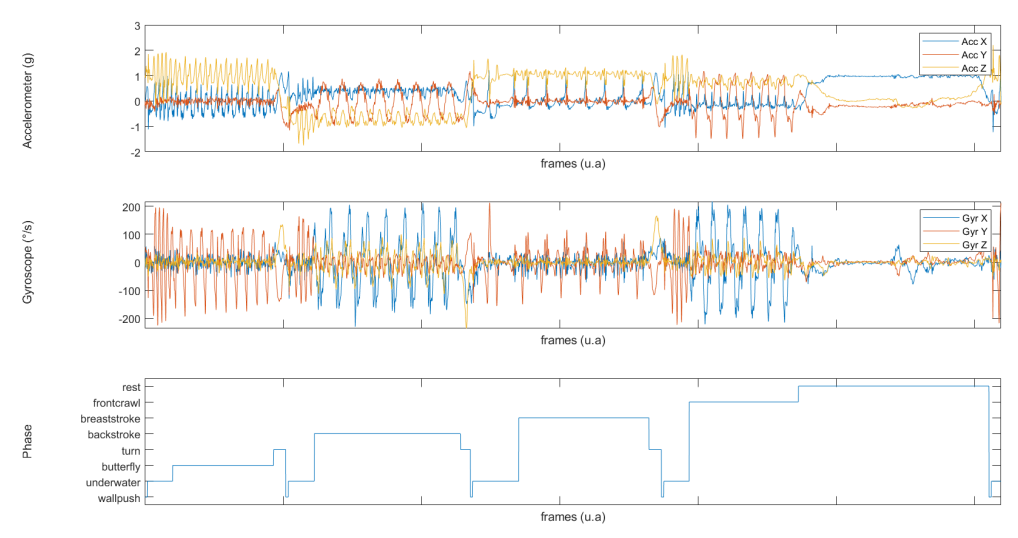 Accelerometer (g)
3
2
1
0
-1
-2
Acc X
Acc Y
Acc Z
frames (u.a)
Gyroscope (°/s)
200
100
0
-100
-200
Gyr X
Gyr Y
Gyr Z
frames (u.a)
Phase
rest
frontcrawl
breaststroke
backstroke
turn
butterfly
underwater
wallpush
frames (u.a)